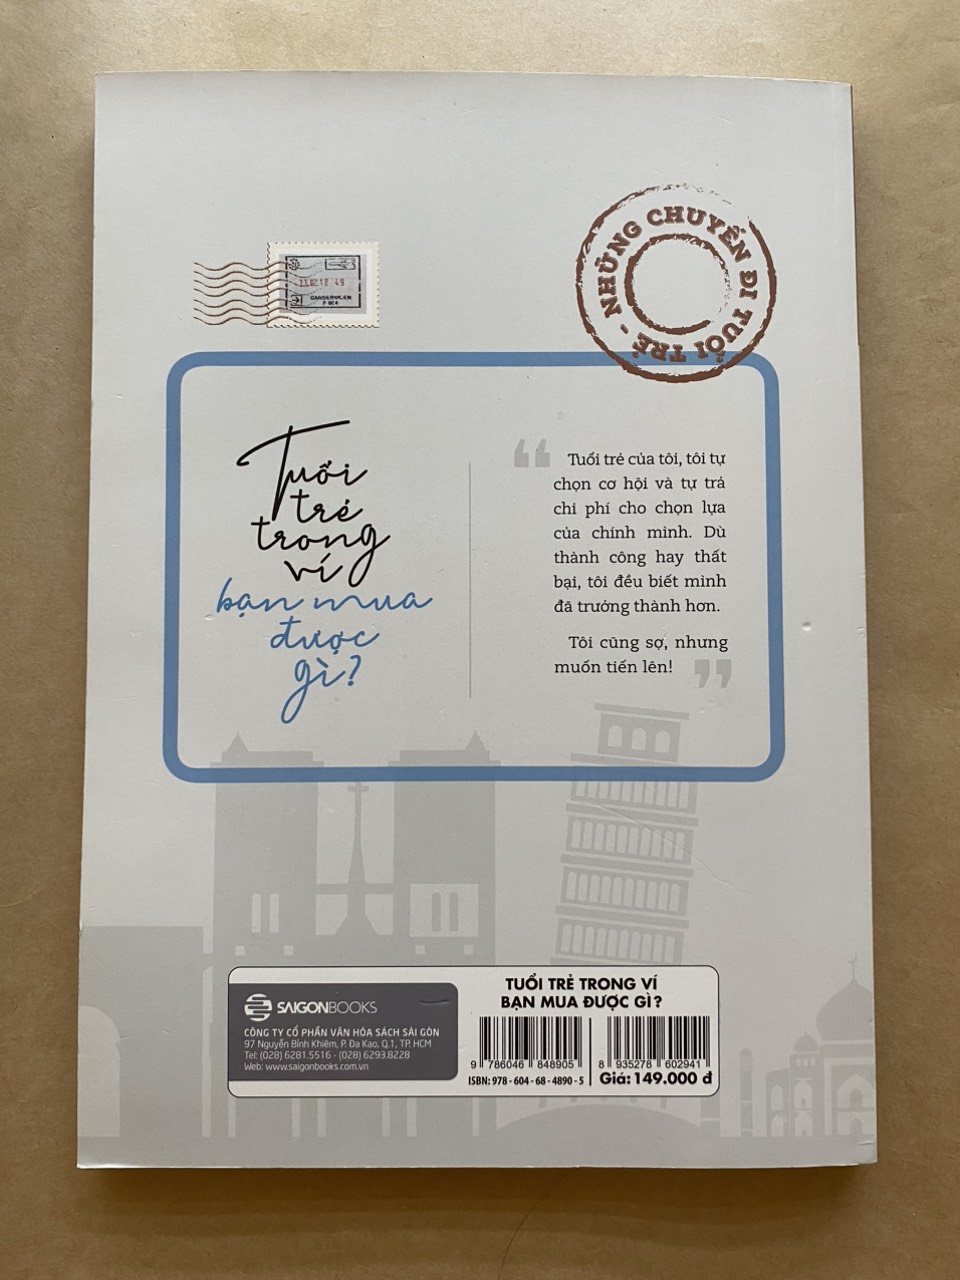 NHỮNG CHUYẾN ĐI TUỔI TRẺ -
11.02.12 49
Tuổi
trẻ
trong
ví
bạn mua
được
gì?
“
Tuổi trẻ của tôi, tôi tự
chọn cơ hội và tự trả
chi phí cho chọn lựa
của chính mình. Dù
thành công hay thất
bại, tôi đều biết mình
đã trưởng thành hơn.
Tôi cũng sợ, nhưng
muốn tiến lên!
”
SAIGONBOOKS
CÔNG TY CỔ PHẦN VĂN HÓA SÁCH SÀI GÒN
97 Nguyễn Bỉnh Khiêm, P. Đa Kao, Q.1, TP. HCM
Tel: (028) 6281.5516 - (028) 6293.8228
Web: www.saigonbooks.com.vn
TUỔI TRẺ TRONG VÍ
BẠN MUA ĐƯỢC GÌ?
9 786046 848905
ISBN: 978 - 604 - 68 - 4890 - 5
8 935278 602941
Giá: 149.000 đ